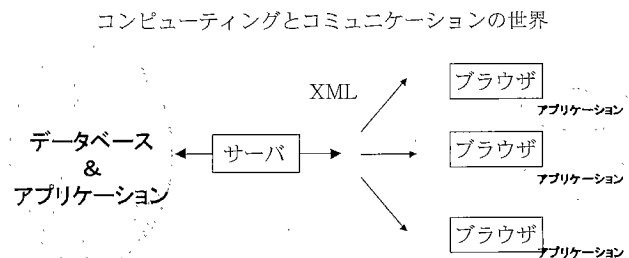 コンピューティングとコミュニケーションの世界
XML
ブラウザ
アプリケーション
データベース
&
アプリケーション
サーバ
ブラウザ
アプリケーション
ブラウザ
アプリケーション